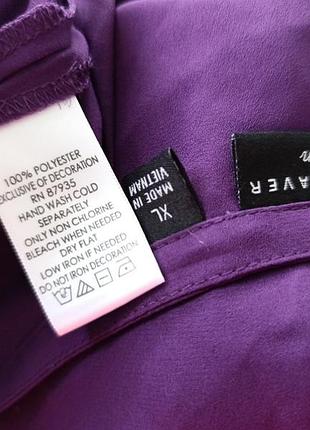 100% POLYESTER
EXCLUSIVE OF DECORATION
RN 87935
HAND WASH COLD
SEPARATELY
ONLY NON CHLORINE
BLEACH WHEN NEEDED
DRY FLAT
LOW IRON IF NEEDED
DO NOT IRON DECORATION
XL
MADE IN
VIETNAM
AVER